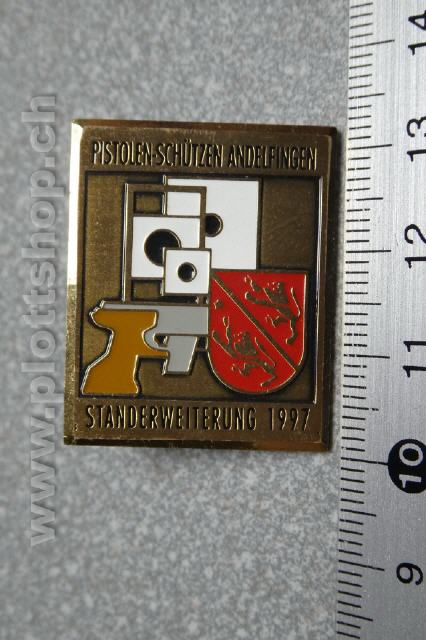 PISTOLEN-SCHÜTZEN ANDELFINGEN
STANDERWEITERUNG 1997
www.plottshop.ch
14
13
12
11
10
9